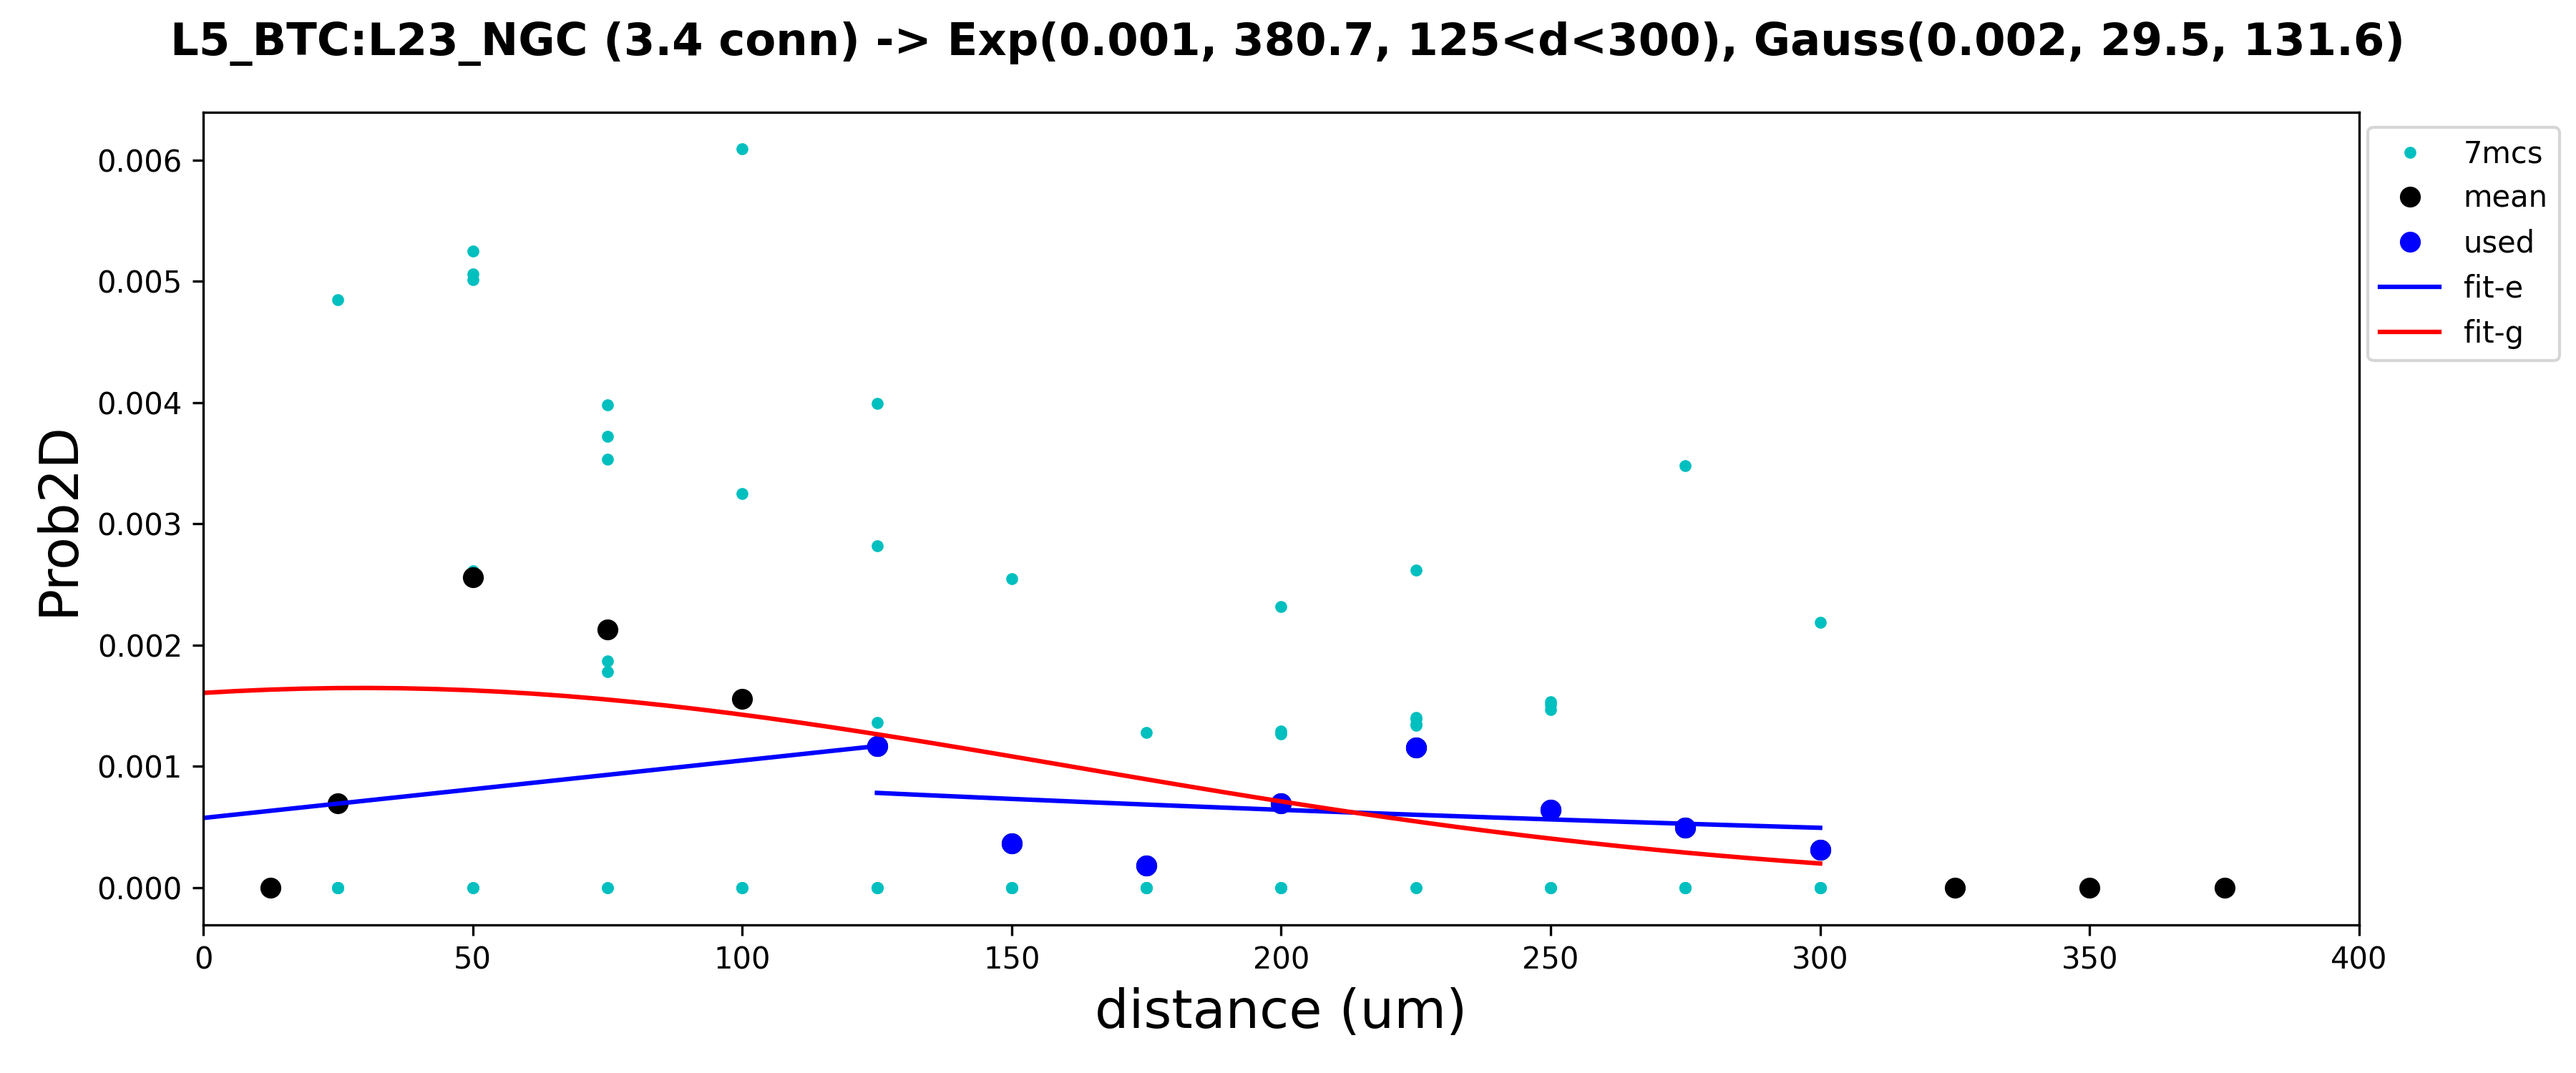 L5_BTC:L23_NGC (3.4 conn) -> Exp(0.001, 380.7, 125<d<300), Gauss(0.002, 29.5, 131.6)
7mcs
mean
used
fit-e
fit-g
Prob2D
0.006
0.005
0.004
0.003
0.002
0.001
0.000
0 50 100 150 200 250 300 350 400
distance (um)